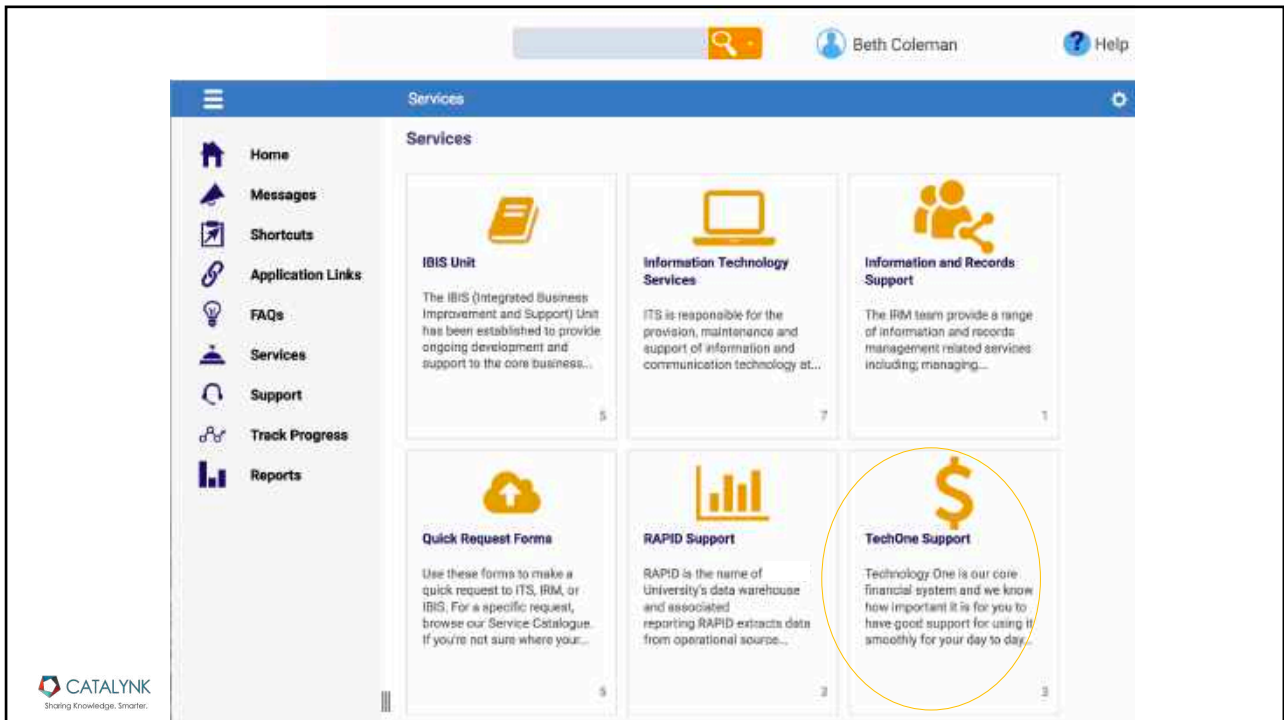 Beth Coleman
Help
Services
Services
Home
Messages
Shortcuts
Application Links
FAQs
Services
Support
Track Progress
Reports
IBIS Unit
The IBIS (Integrated Business
Improvement and Support) Unit
has been established to provide
ongoing development and
support to the core business...
5
Information Technology
Services
ITS is responsible for the
provision, maintenance and
support of information and
communication technology at...
7
Information and Records
Support
The IRM team provide a range
of information and records
management related services
including; managing...
1
Quick Request Forms
Use these forms to make a
quick request to ITS, IRM, or
IBIS. For a specific request,
browse our Service Catalogue.
If you're not sure where your...
5
RAPID Support
RAPID is the name of
University's data warehouse
and associated
reporting RAPID extracts data
from operational source...
2
TechOne Support
Technology One is our core
financial system and we know
how important it is for you to
have good support for using it
smoothly for your day to day...
3
CATALYNK
Sharing Knowledge, Smarter.